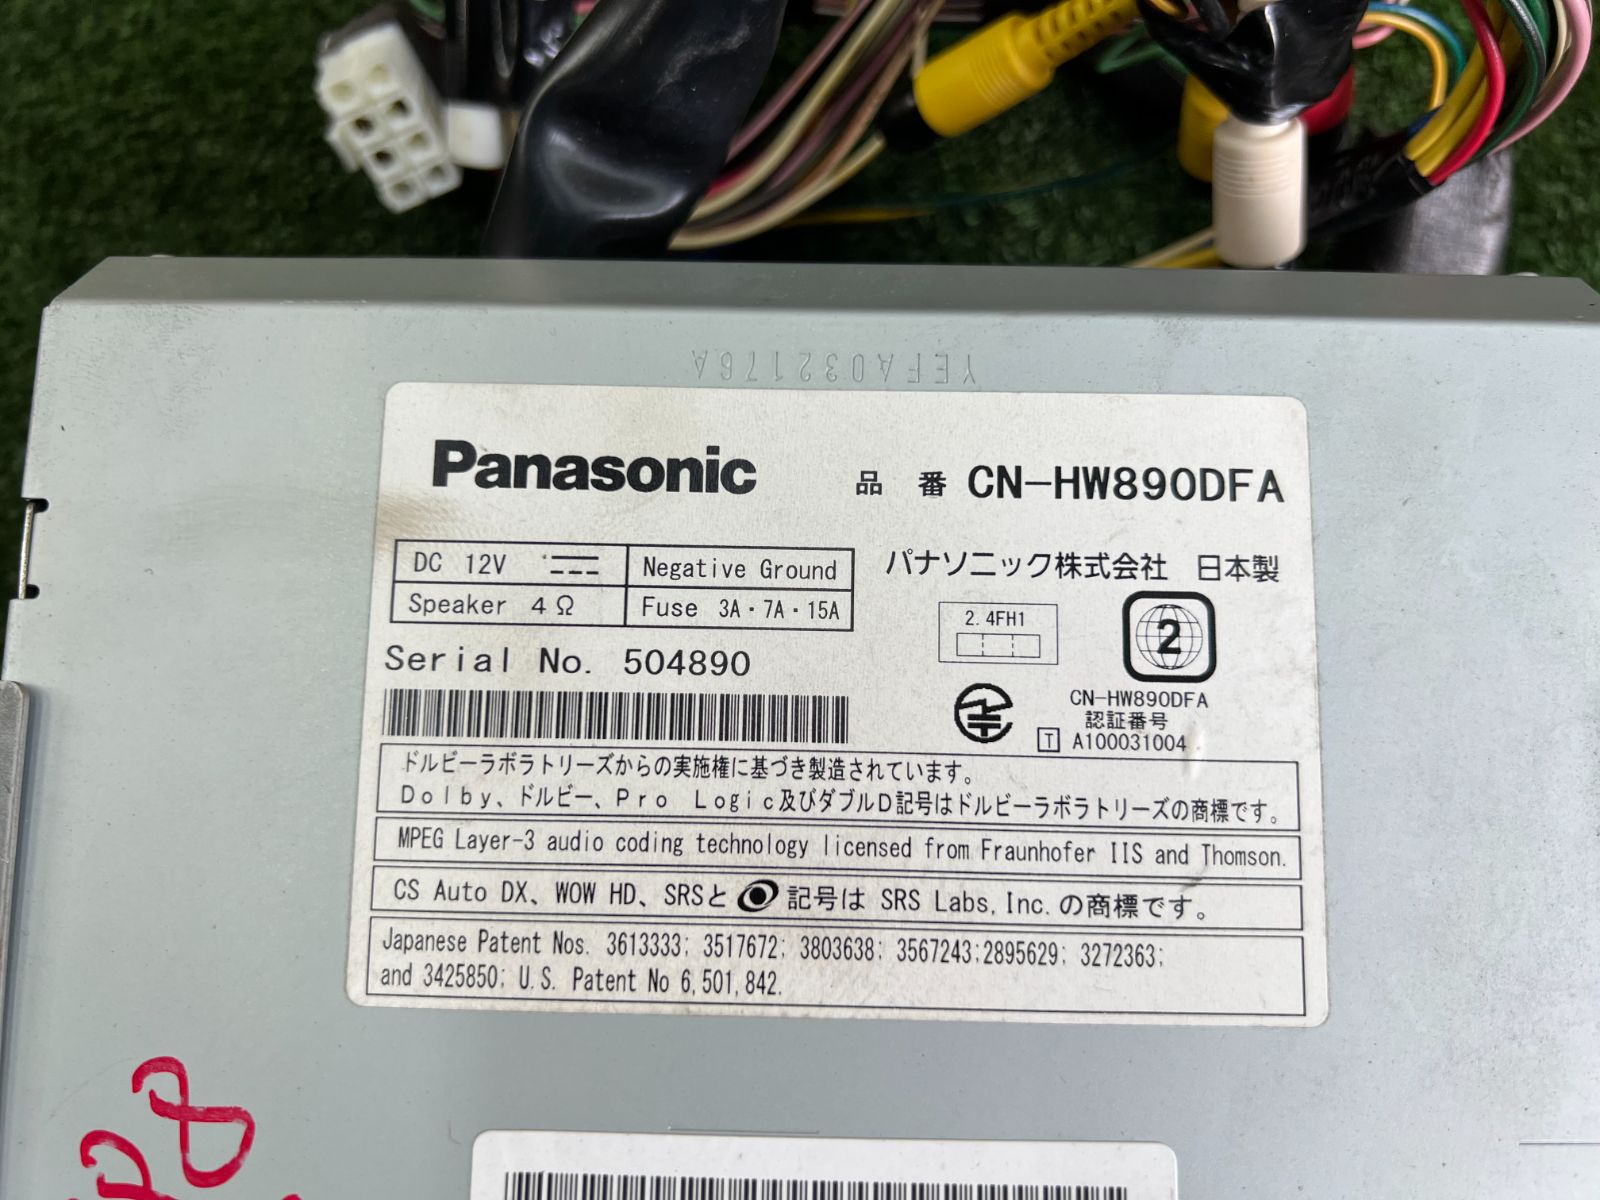 YEFA032176A
Panasonic 品 番 CN-HW890DFA
DC 12V Negative Ground
Speaker 4Ω Fuse 3A・7A・15A
パナソニック株式会社 日本製
Serial No. 504890
2.4FH1
2
CN-HW890DFA
認証番号
T A100031004
ドルビーラボラトリーズからの実施権に基づき製造されています。
Dolby、ドルビー、Pro Logic及びダブルD記号はドルビーラボラトリーズの商標です。
MPEG Layer-3 audio coding technology licensed from Fraunhofer IIS and Thomson.
CS Auto DX、WOW HD、SRSと 記号は SRS Labs, Inc. の商標です。
Japanese Patent Nos. 3613333; 3517672; 3803638; 3567243;2895629; 3272363;
and 3425850; U.S. Patent No 6,501,842.